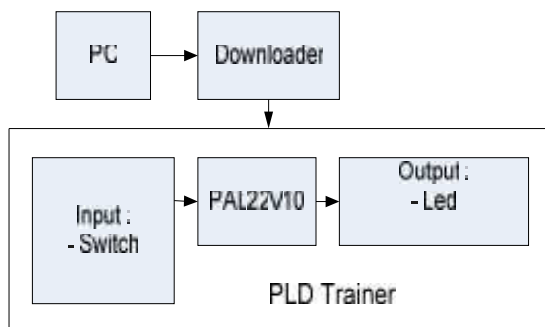 PC
Downloader
Input :
- Switch
PAL22V10
Output :
- Led
PLD Trainer